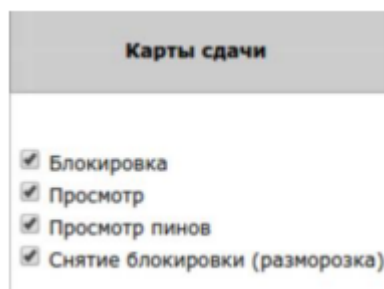 Карты сдачи
Блокировка
Просмотр
Просмотр пинов
Снятие блокировки (разморозка)